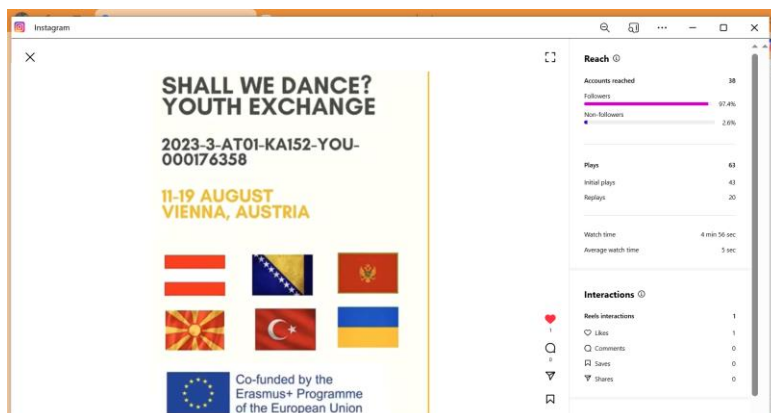 Instagram
SHALL WE DANCE?
YOUTH EXCHANGE
2023-3-AT01-KA152-YOU-
000176358
11-19 AUGUST
VIENNA, AUSTRIA
Co-funded by the
Erasmus+ Programme
of the European Union
1
0
Reach
Accounts reached 38
Followers
97.4%
Non-followers
2.6%
Plays 63
Initial plays 43
Replays 20
Watch time 4 min 56 sec
Average watch time 5 sec
Interactions
Reels interactions 1
Likes 1
Comments 0
Saves 0
Shares 0